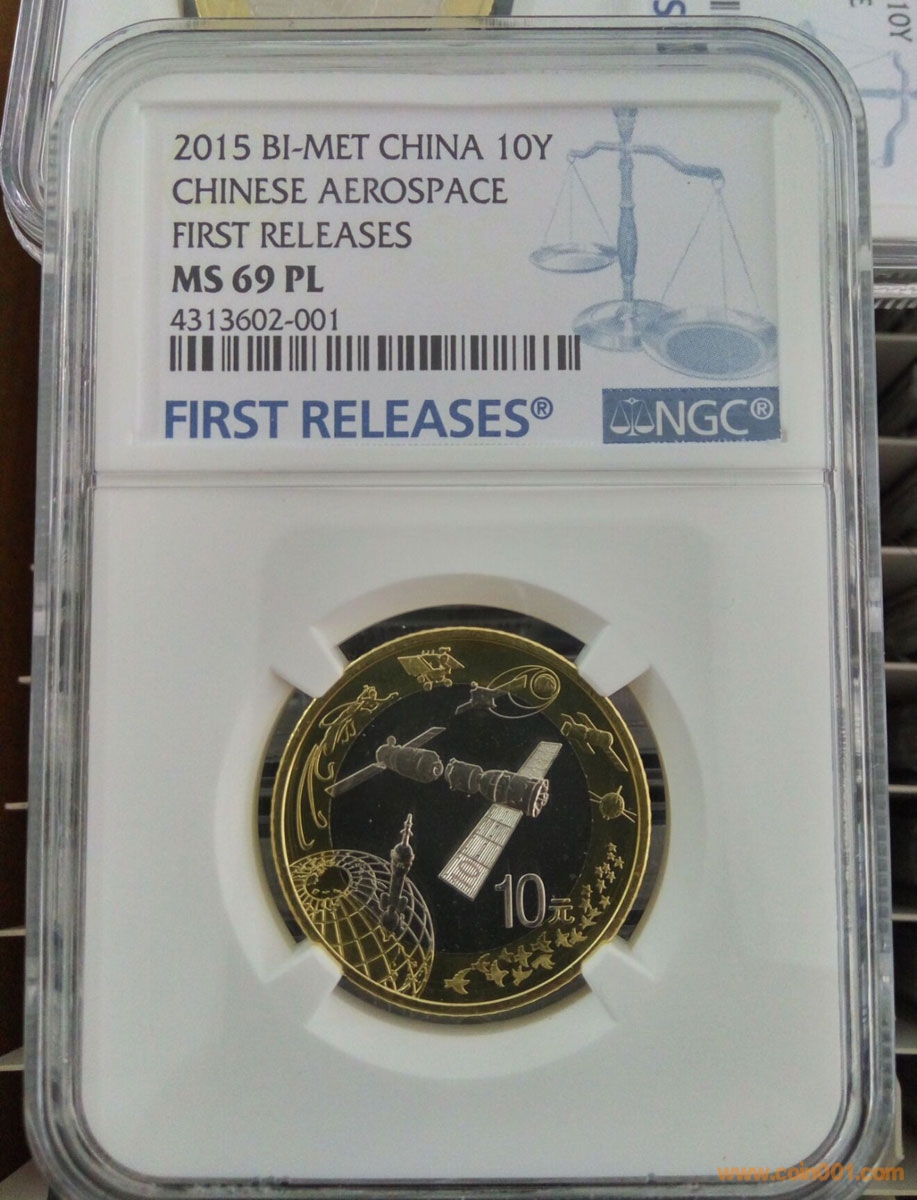 2015 BI-MET CHINA 10Y
CHINESE AEROSPACE
FIRST RELEASES
MS 69 PL
4313602-001
FIRST RELEASES®
NGC®
10元
10Y
E
S
www.coin001.com